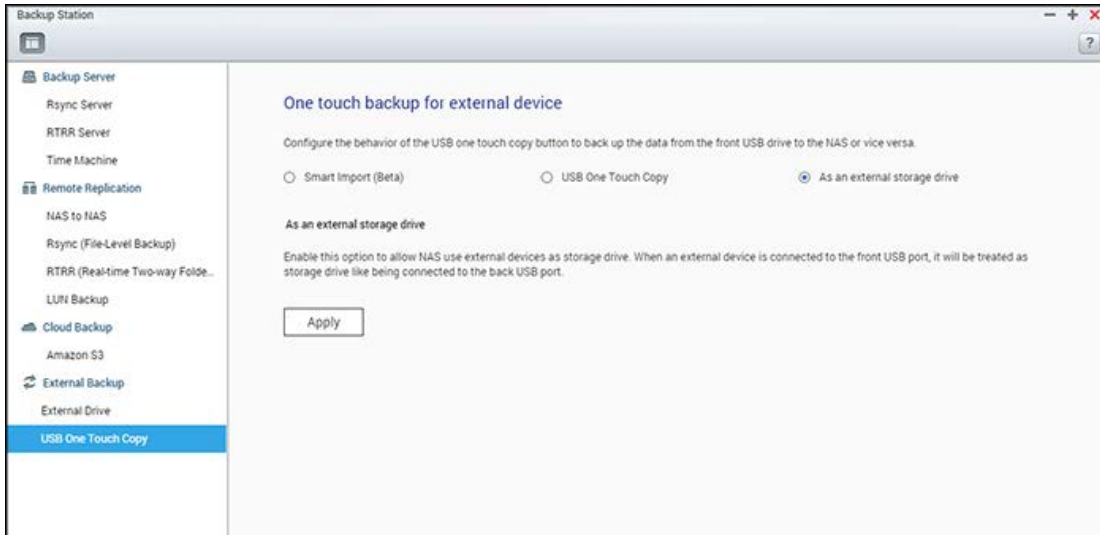 Backup Station
?
Backup Server
Rsync Server
RTRR Server
Time Machine
Remote Replication
NAS to NAS
Rsync (File-Level Backup)
RTRR (Real-time Two-way Folde...
LUN Backup
Cloud Backup
Amazon S3
External Backup
External Drive
USB One Touch Copy
One touch backup for external device
Configure the behavior of the USB one touch copy button to back up the data from the front USB drive to the NAS or vice versa.
Smart Import (Beta)
USB One Touch Copy
As an external storage drive
As an external storage drive
Enable this option to allow NAS use external devices as storage drive. When an external device is connected to the front USB port, it will be treated as
storage drive like being connected to the back USB port.
Apply